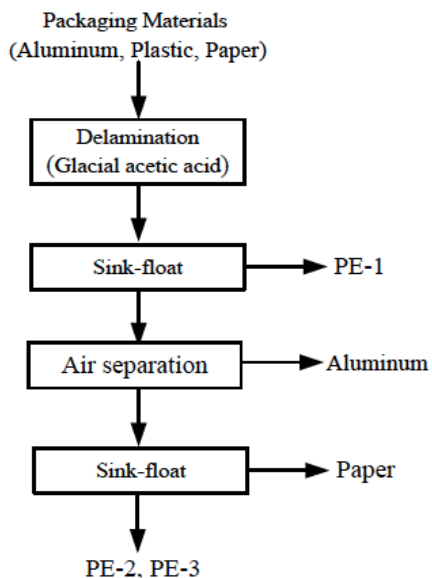 Packaging Materials
(Aluminum, Plastic, Paper)
Delamination
(Glacial acetic acid)
Sink-float
PE-1
Air separation
Aluminum
Sink-float
Paper
PE-2, PE-3